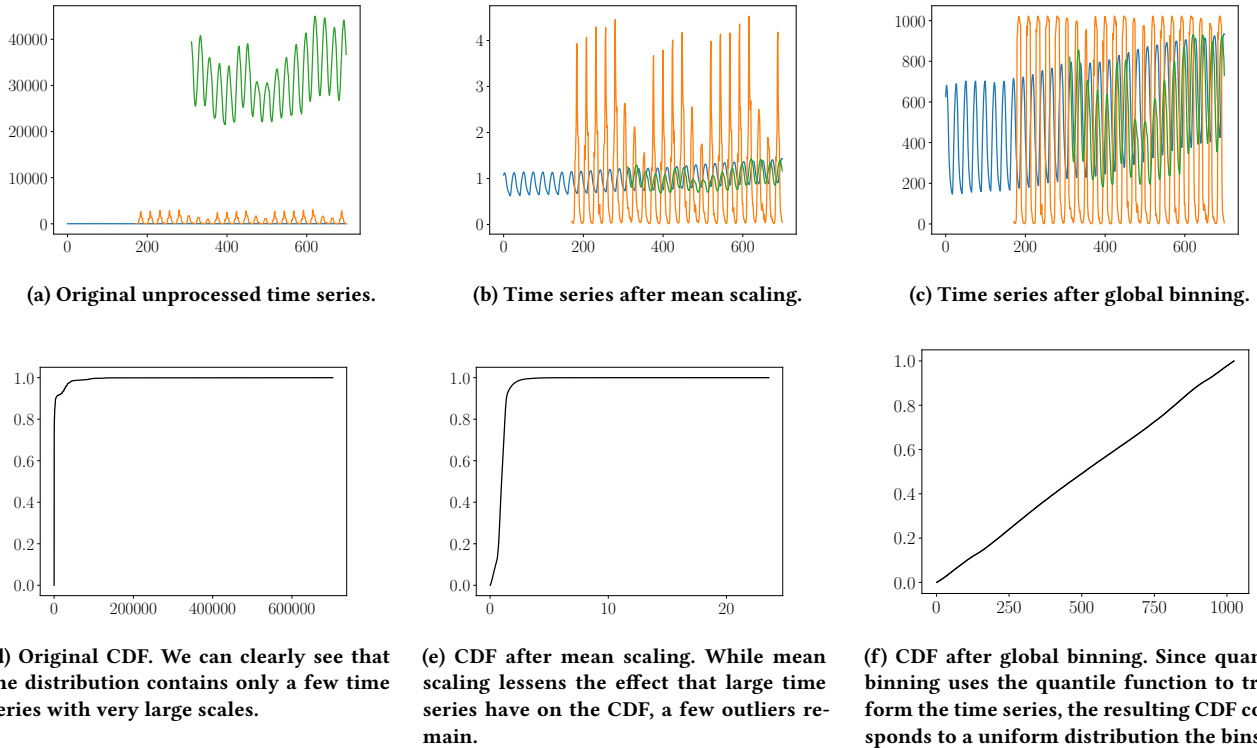 40000
30000
20000
10000
0
0 200 400 600
(a) Original unprocessed time series.
4
3
2
1
0
0 200 400 600
(b) Time series after mean scaling.
1000
800
600
400
200
0
0 200 400 600
(c) Time series after global binning.
1.0
0.8
0.6
0.4
0.2
0.0
0 200000 400000 600000
) Original CDF. We can clearly see that
distribution contains only a few time
with very large scales.
1.0
0.8
0.6
0.4
0.2
0.0
0 10 20
(e) CDF after mean scaling. While mean
scaling lessens the effect that large time
series have on the CDF, a few outliers re-
main.
1.0
0.8
0.6
0.4
0.2
0.0
0 250 500 750 1000
(f) CDF after global binning. Since quan
binning uses the quantile function to tr
form the time series, the resulting CDF co
sponds to a uniform distribution the bins